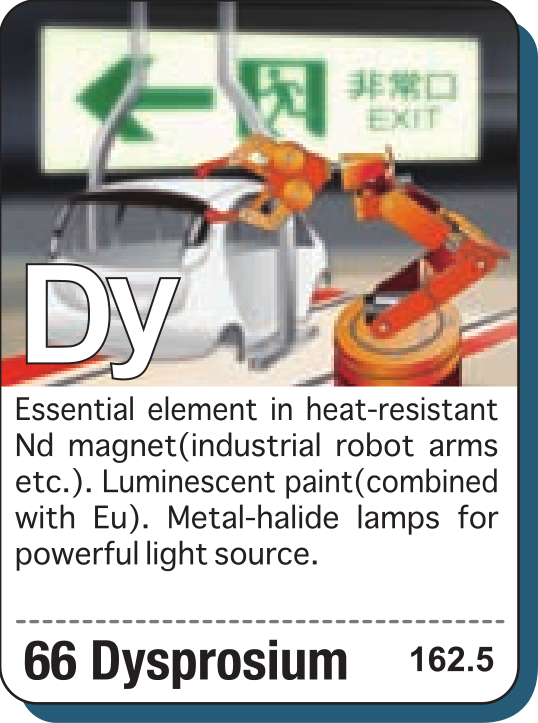 非常口
EXIT
Dy
Essential element in heat-resistant
Nd magnet(industrial robot arms
etc.). Luminescent paint(combined
with Eu). Metal-halide lamps for
powerful light source.
66 Dysprosium 162.5